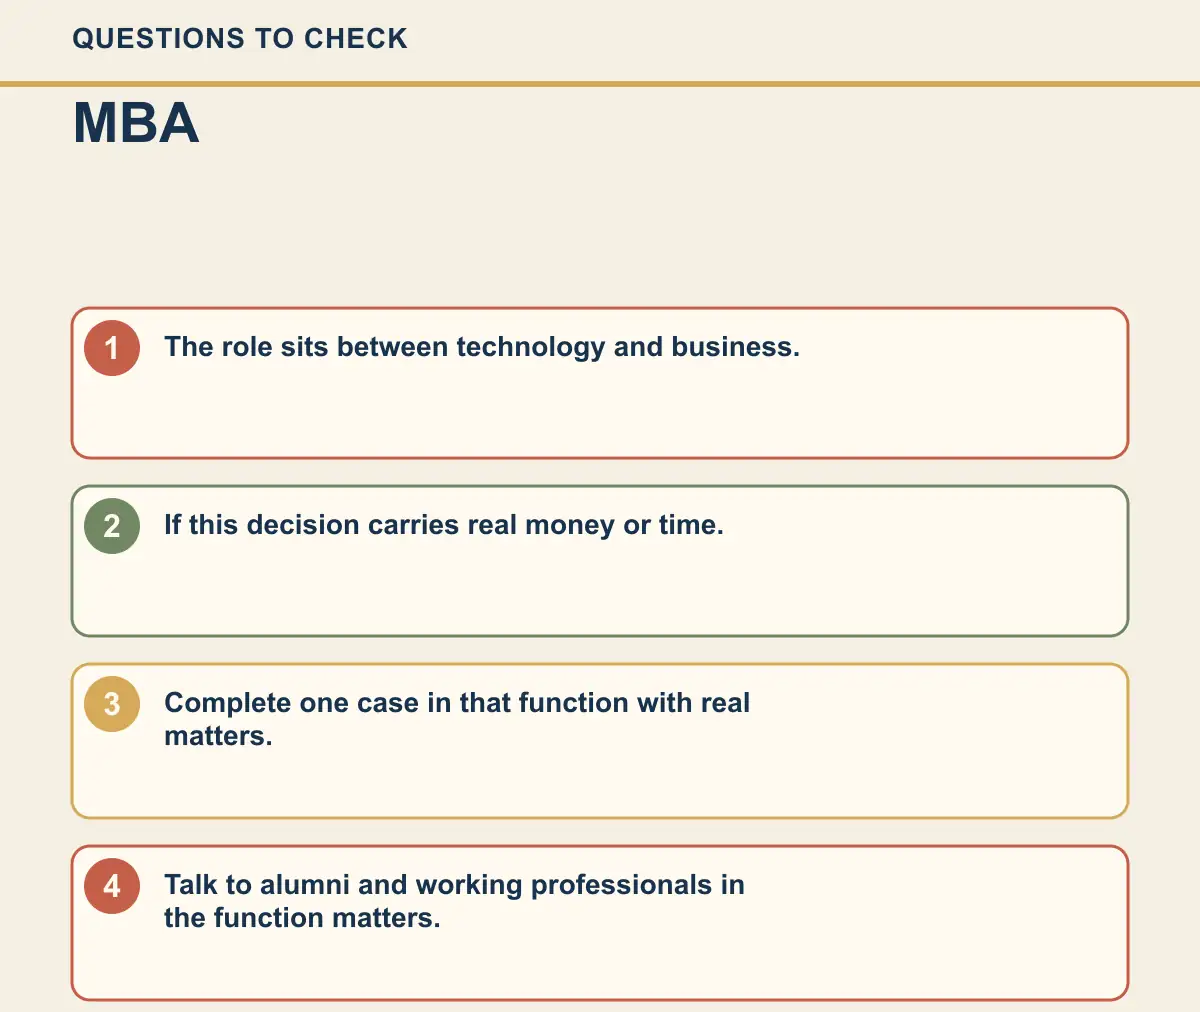 QUESTIONS TO CHECK
MBA
1
The role sits between technology and business.
2
If this decision carries real money or time.
3
Complete one case in that function with real
matters.
4
Talk to alumni and working professionals in
the function matters.